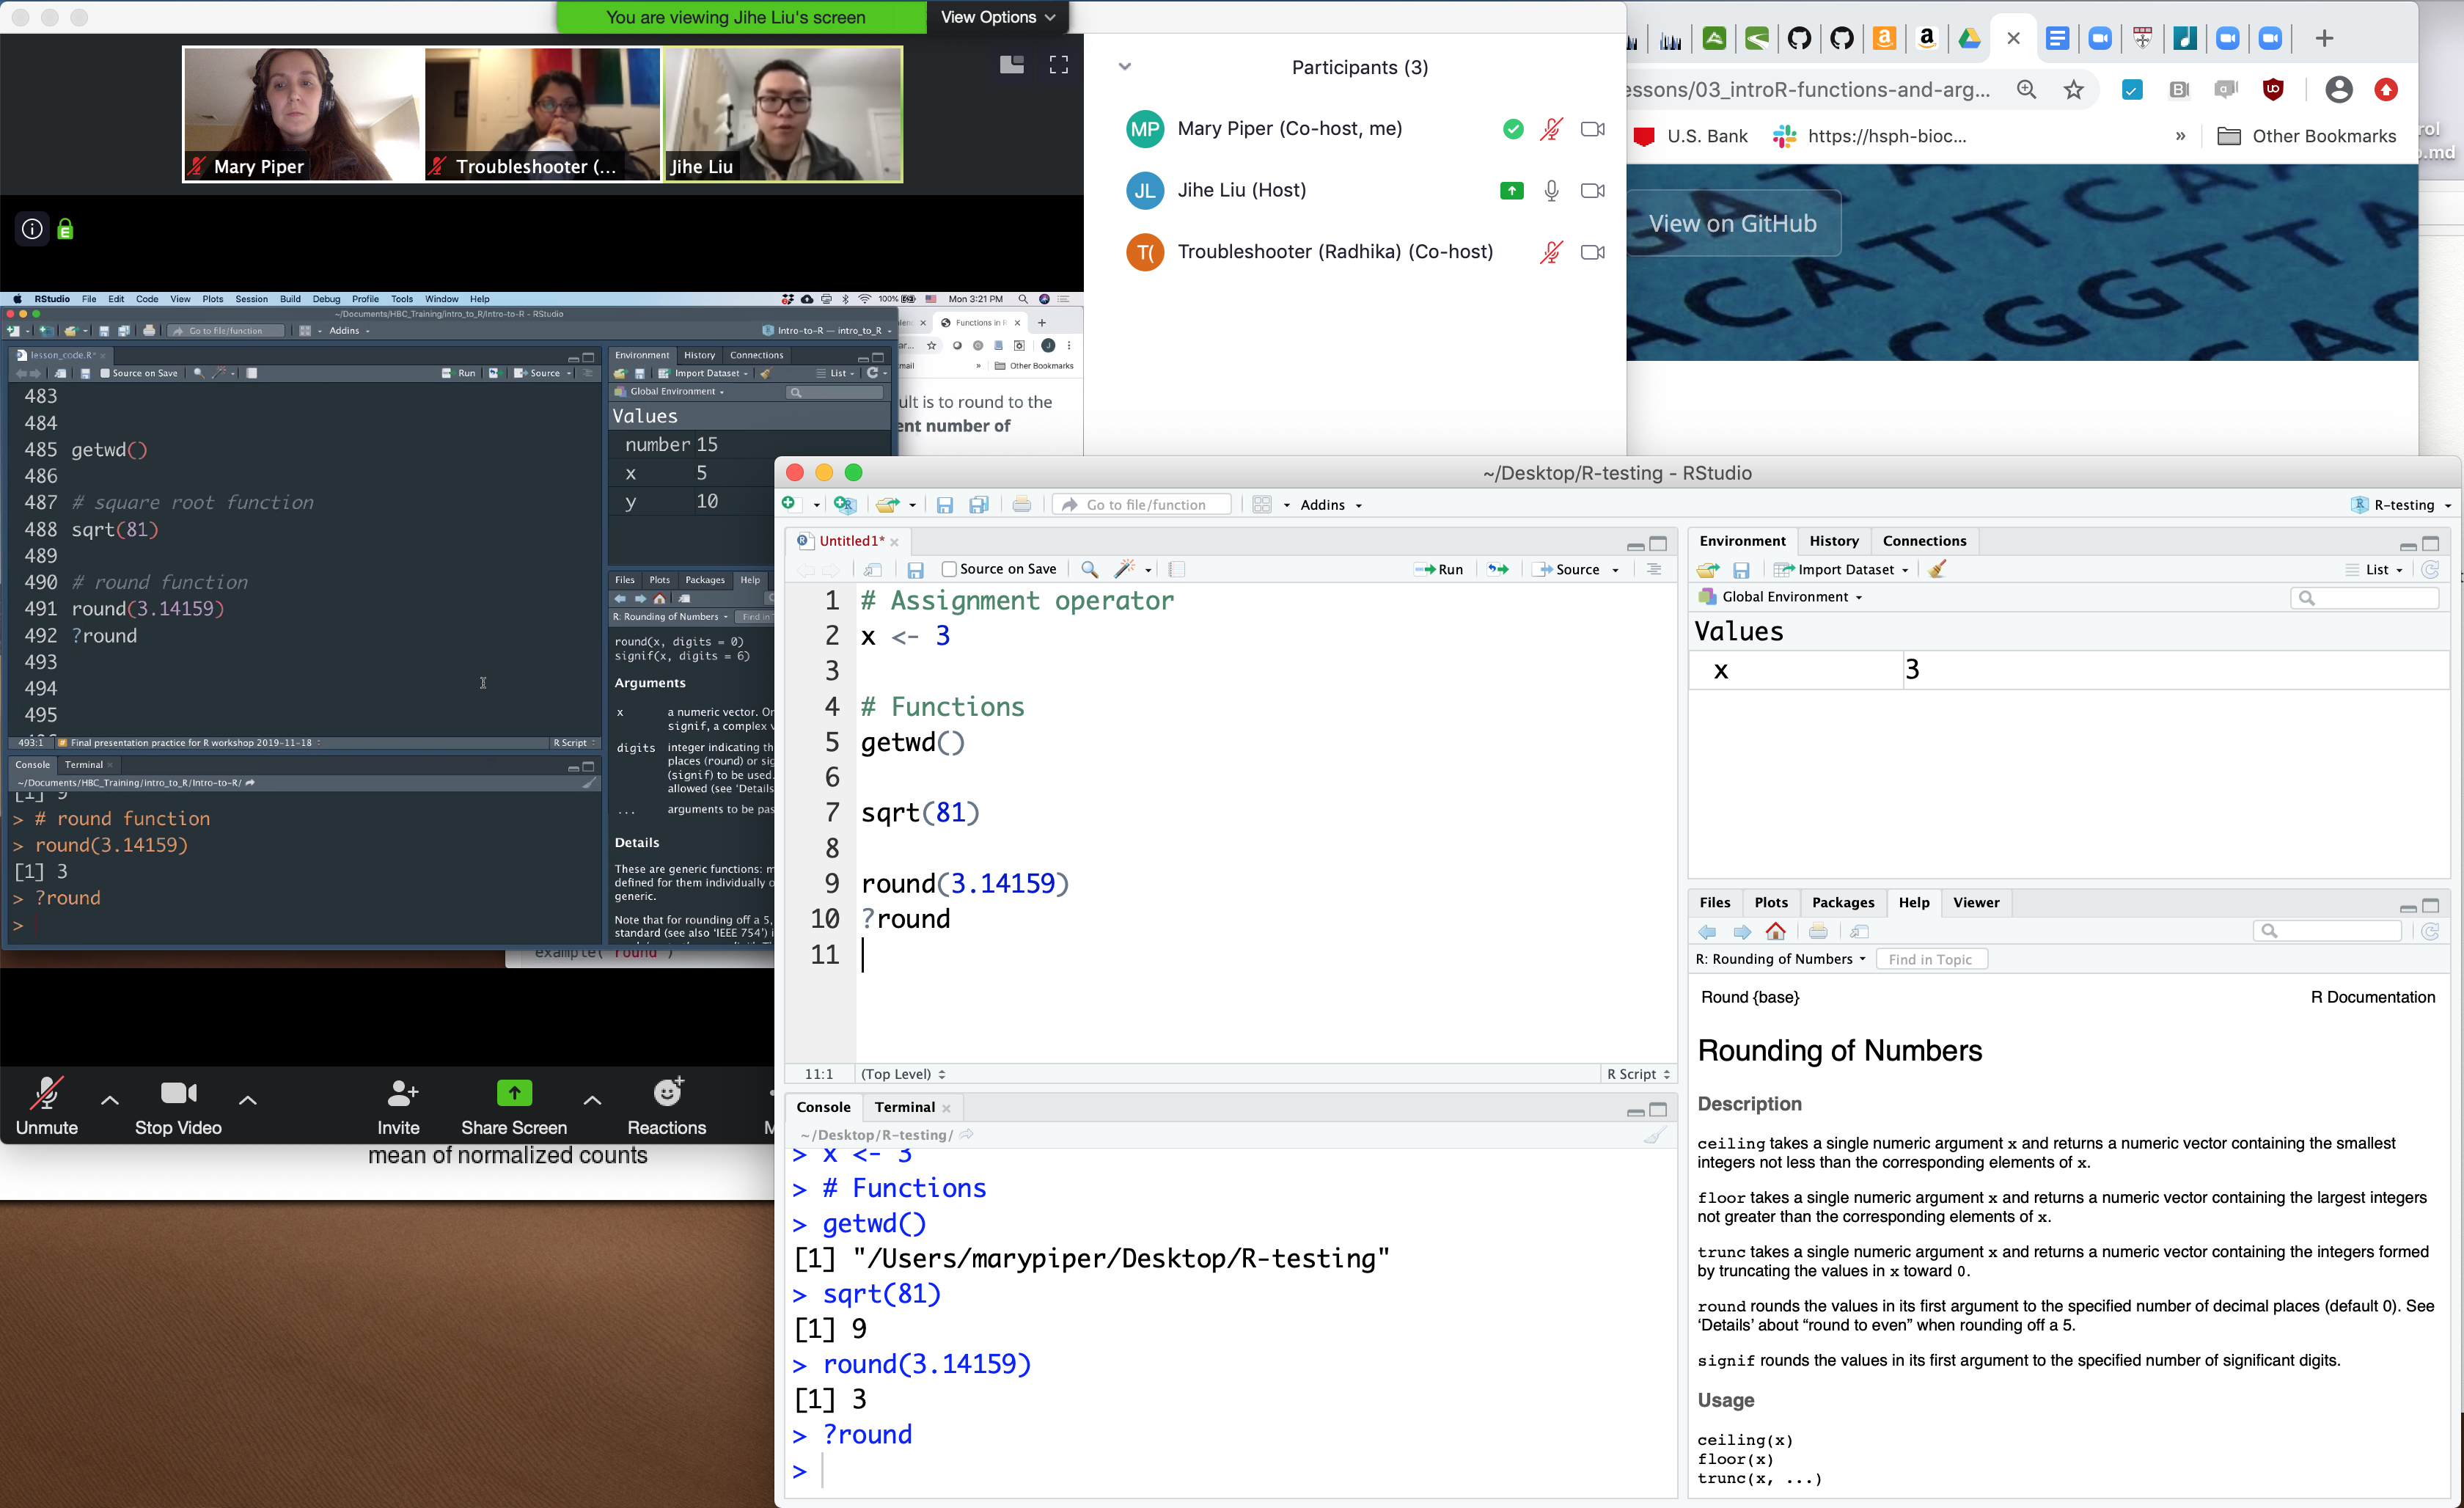 You are viewing Jihe Liu's screen
View Options
Mary Piper
Troubleshooter (...
Jihe Liu
Participants (3)
MP Mary Piper (Co-host, me)
JL Jihe Liu (Host)
T( Troubleshooter (Radhika) (Co-host)
essons/03_introR-functions-and-arg...
U.S. Bank
https://hsph-bioc...
»
Other Bookmarks
rol
o.md
View on GitHub
RStudio File Edit Code View Plots Session Build Debug Profile Tools Window Help
100% Mon 3:21 PM
~/Documents/HBC_Training/intro_to_R/Intro-to-R - RStudio
Go to file/function
Addins
Intro-to-R — intro_to_R
Functions in R
Other Bookmarks
lesson_code.R*
Source on Save
Run
Source
483
484
485 getwd()
486
487 # square root function
488 sqrt(81)
489
490 # round function
491 round(3.14159)
492 ?round
493
494
495
493:1 Final presentation practice for R workshop 2019-11-18 R Script
Console Terminal
~/Documents/HBC_Training/intro_to_R/Intro-to-R/
[1] 9
> # round function
> round(3.14159)
[1] 3
> ?round
>
Environment History Connections
Import Dataset
List
Global Environment
Values
number 15
x 5
y 10
ult is to round to the
ent number of
Files Plots Packages Help
R: Rounding of Numbers Find in
round(x, digits = 0)
signif(x, digits = 6)
Arguments
x a numeric vector. Or
signif, a complex v
digits integer indicating th
places (round) or sig
(signif) to be used.
allowed (see 'Details
... arguments to be pas
Details
These are generic functions: m
defined for them individually o
generic.
Note that for rounding off a 5,
standard (see also 'IEEE 754') i
example("round")
Unmute
Stop Video
Invite
Share Screen
Reactions
M
mean of normalized counts
~/Desktop/R-testing - RStudio
Go to file/function
Addins
R-testing
Untitled1*
Source on Save
Run
Source
1 # Assignment operator
2 x <- 3
3
4 # Functions
5 getwd()
6
7 sqrt(81)
8
9 round(3.14159)
10 ?round
11
11:1 (Top Level) R Script
Console Terminal
~/Desktop/R-testing/
> x <- 3
> # Functions
> getwd()
[1] "/Users/marypiper/Desktop/R-testing"
> sqrt(81)
[1] 9
> round(3.14159)
[1] 3
> ?round
>
Environment History Connections
Import Dataset
List
Global Environment
Values
x 3
Files Plots Packages Help Viewer
R: Rounding of Numbers Find in Topic
Round {base} R Documentation
Rounding of Numbers
Description
ceiling takes a single numeric argument x and returns a numeric vector containing the smallest
integers not less than the corresponding elements of x.
floor takes a single numeric argument x and returns a numeric vector containing the largest integers
not greater than the corresponding elements of x.
trunc takes a single numeric argument x and returns a numeric vector containing the integers formed
by truncating the values in x toward 0.
round rounds the values in its first argument to the specified number of decimal places (default 0). See
‘Details’ about “round to even” when rounding off a 5.
signif rounds the values in its first argument to the specified number of significant digits.
Usage
ceiling(x)
floor(x)
trunc(x, ...)